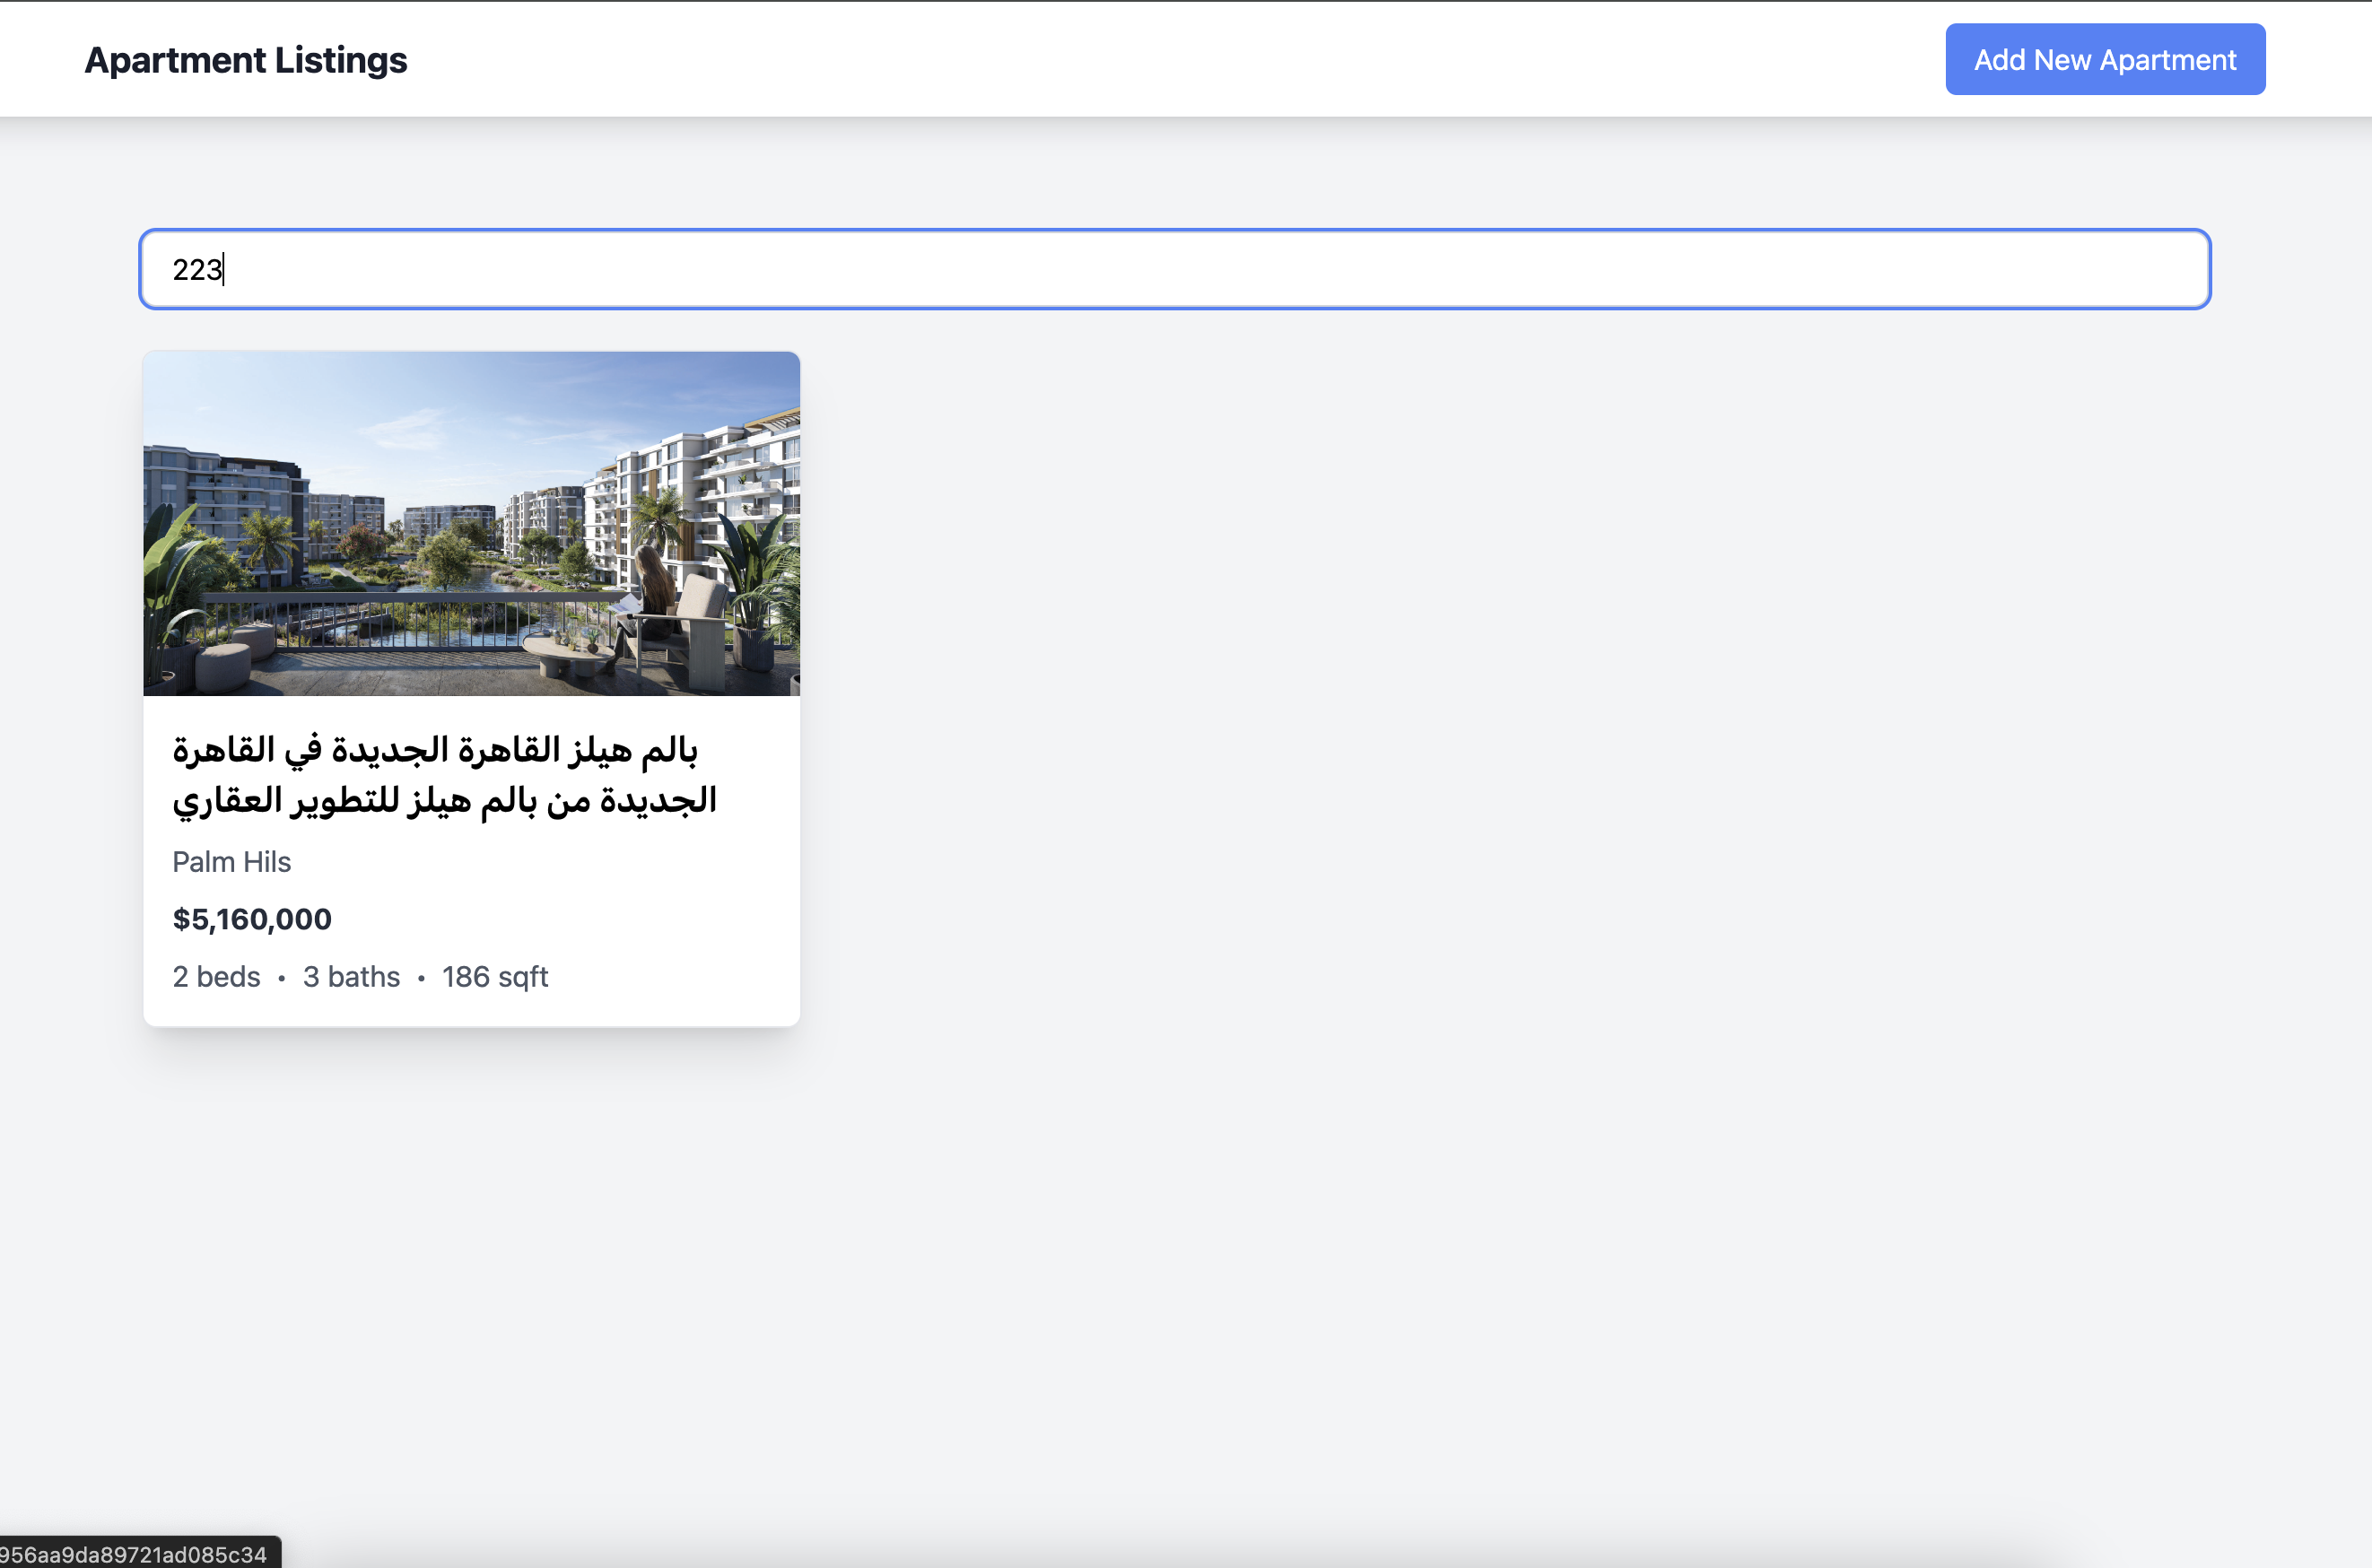 Apartment Listings
Add New Apartment
223
بالم هيلز القاهرة الجديدة في القاهرة
الجديدة من بالم هيلز للتطوير العقاري
Palm Hils
$5,160,000
2 beds • 3 baths • 186 sqft
956aa9da89721ad085c34